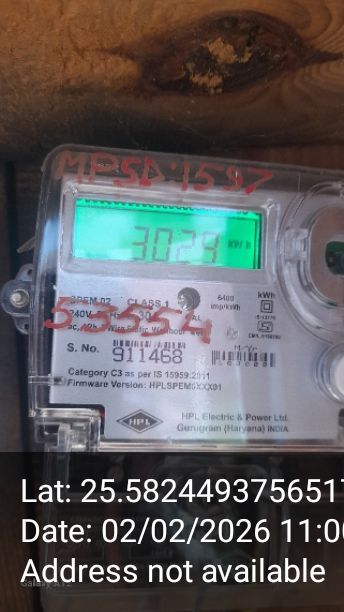 MPSD:1597
3029 KW h
SPEM 02 CLASS 1 6400 kWh
240V imp/kWh
S. No. 911468
Category C3 as per IS 15959:2011
Firmware Version: HPLSPEM0XXX01
HPL
HPL Electric & Power Ltd.
Gurugram (Haryana) INDIA
Lat: 25.582449375651
Date: 02/02/2026 11:0
Address not available